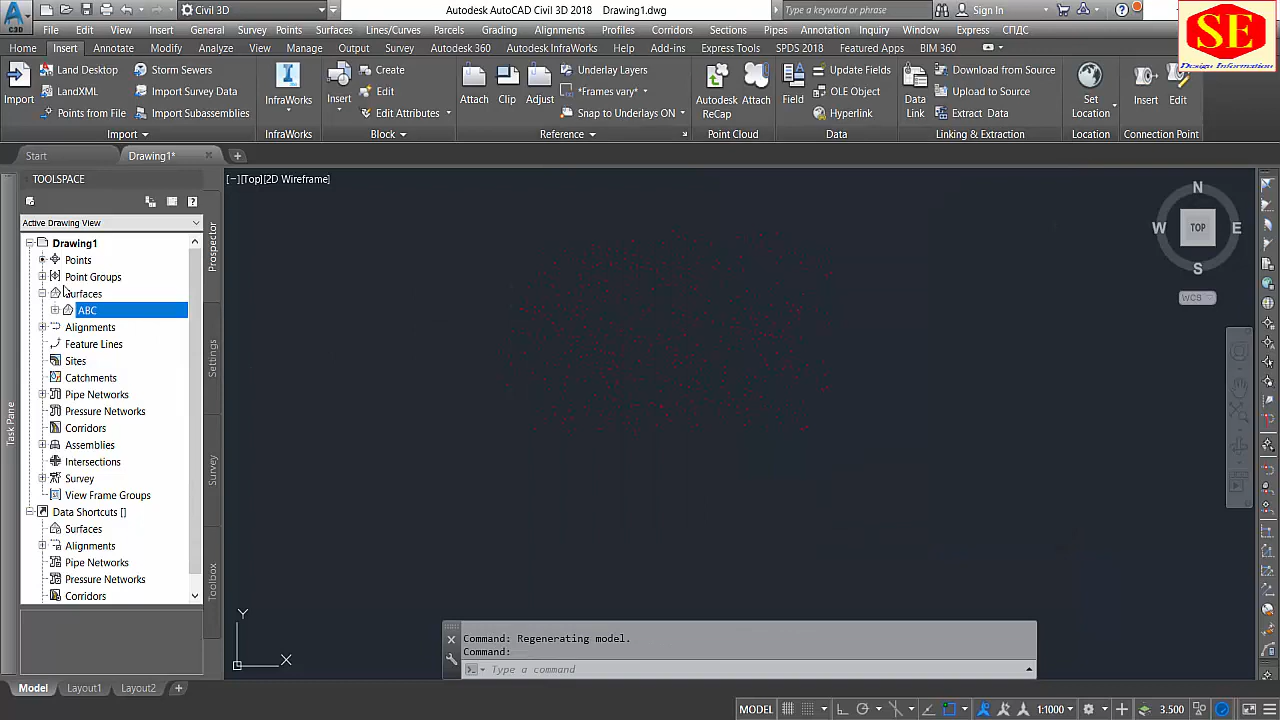 Civil 3D
Autodesk AutoCAD Civil 3D 2018 Drawing1.dwg
Type a keyword or phrase
Sign In
SE
Design Information
File Edit View Insert General Survey Points Surfaces Lines/Curves Parcels Grading Alignments Profiles Corridors Sections Pipes Annotation Inquiry Window Express СПДС
Home Insert Annotate Modify Analyze View Manage Output Survey Autodesk 360 Autodesk InfraWorks Help Add-ins Express Tools SPDS 2018 Featured Apps BIM 360
Import
Land Desktop
LandXML
Points from File
Storm Sewers
Import Survey Data
Import Subassemblies
Import
InfraWorks
InfraWorks
Insert
Create
Edit
Edit Attributes
Block
Attach
Clip
Adjust
Underlay Layers
*Frames vary*
Snap to Underlays ON
Reference
Autodesk
ReCap
Attach
Point Cloud
Field
Update Fields
OLE Object
Hyperlink
Data
Data
Link
Download from Source
Upload to Source
Extract Data
Linking & Extraction
Set
Location
Location
Insert
Edit
Connection Point
Start
Drawing1*
TOOLSPACE
Active Drawing View
Drawing1
Points
Point Groups
Surfaces
ABC
Alignments
Feature Lines
Sites
Catchments
Pipe Networks
Pressure Networks
Corridors
Assemblies
Intersections
Survey
View Frame Groups
Data Shortcuts []
Surfaces
Alignments
Pipe Networks
Pressure Networks
Corridors
Task Pane
Prospector
Settings
Survey
Toolbox
[−][Top][2D Wireframe]
N
W TOP E
S
WCS
Y
X
Command: Regenerating model.
Command:
Type a command
Model Layout1 Layout2
MODEL
1:1000
3.500